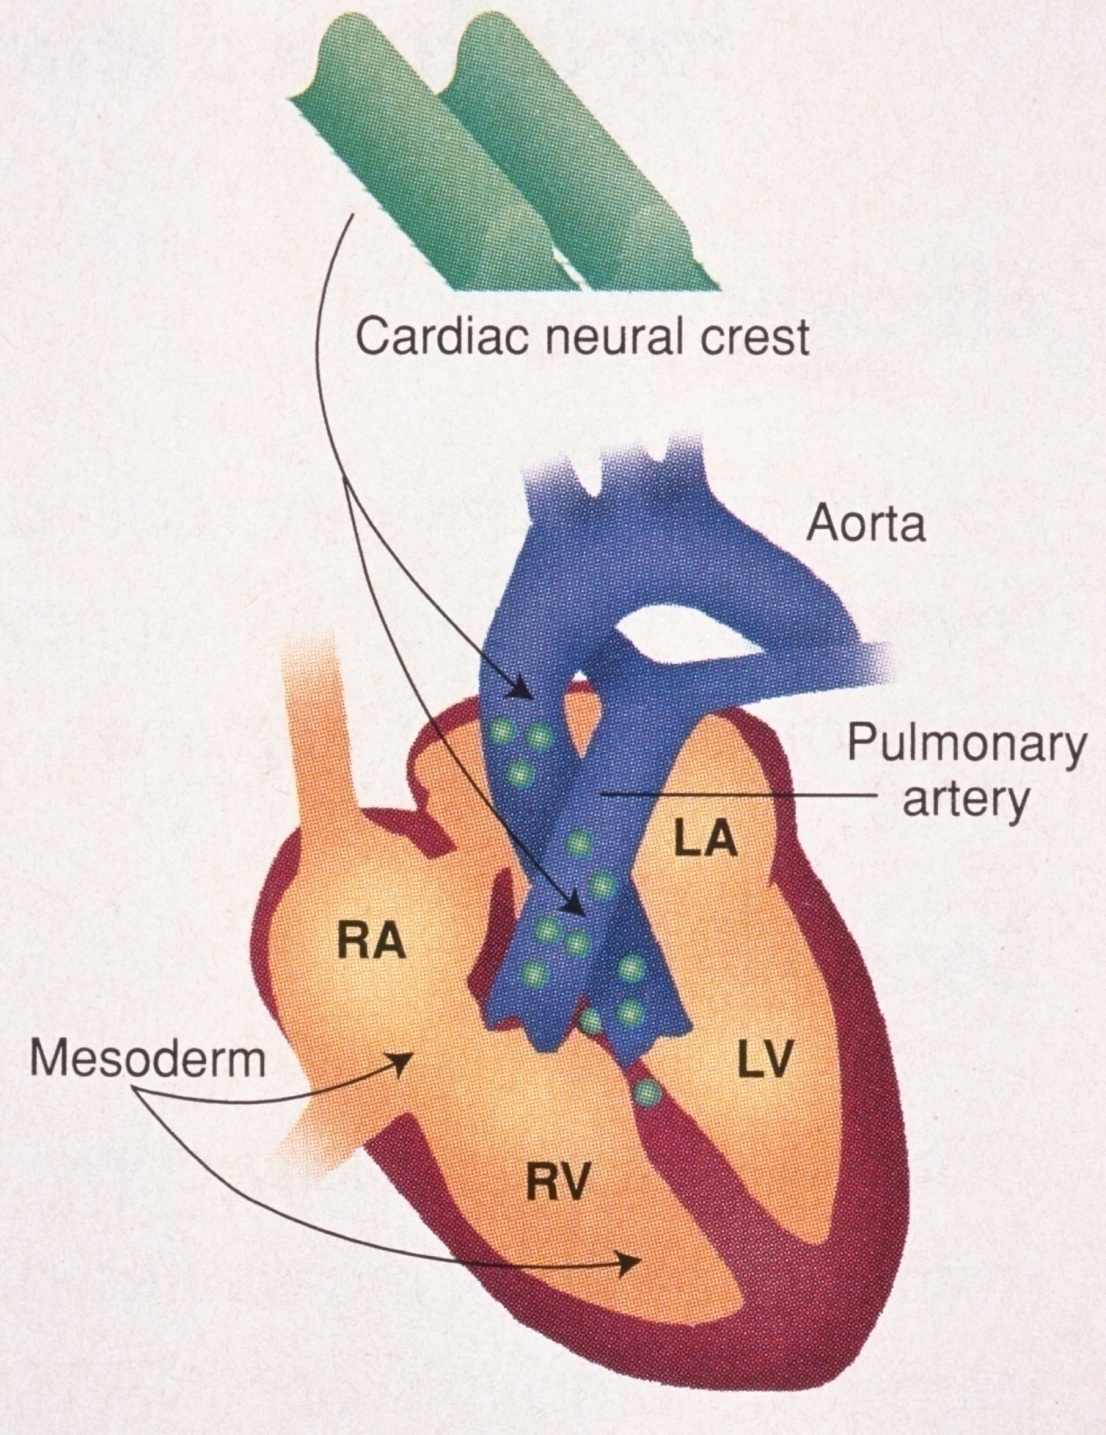 Cardiac neural crest
Aorta
Pulmonary
artery
LA
RA
Mesoderm
LV
RV